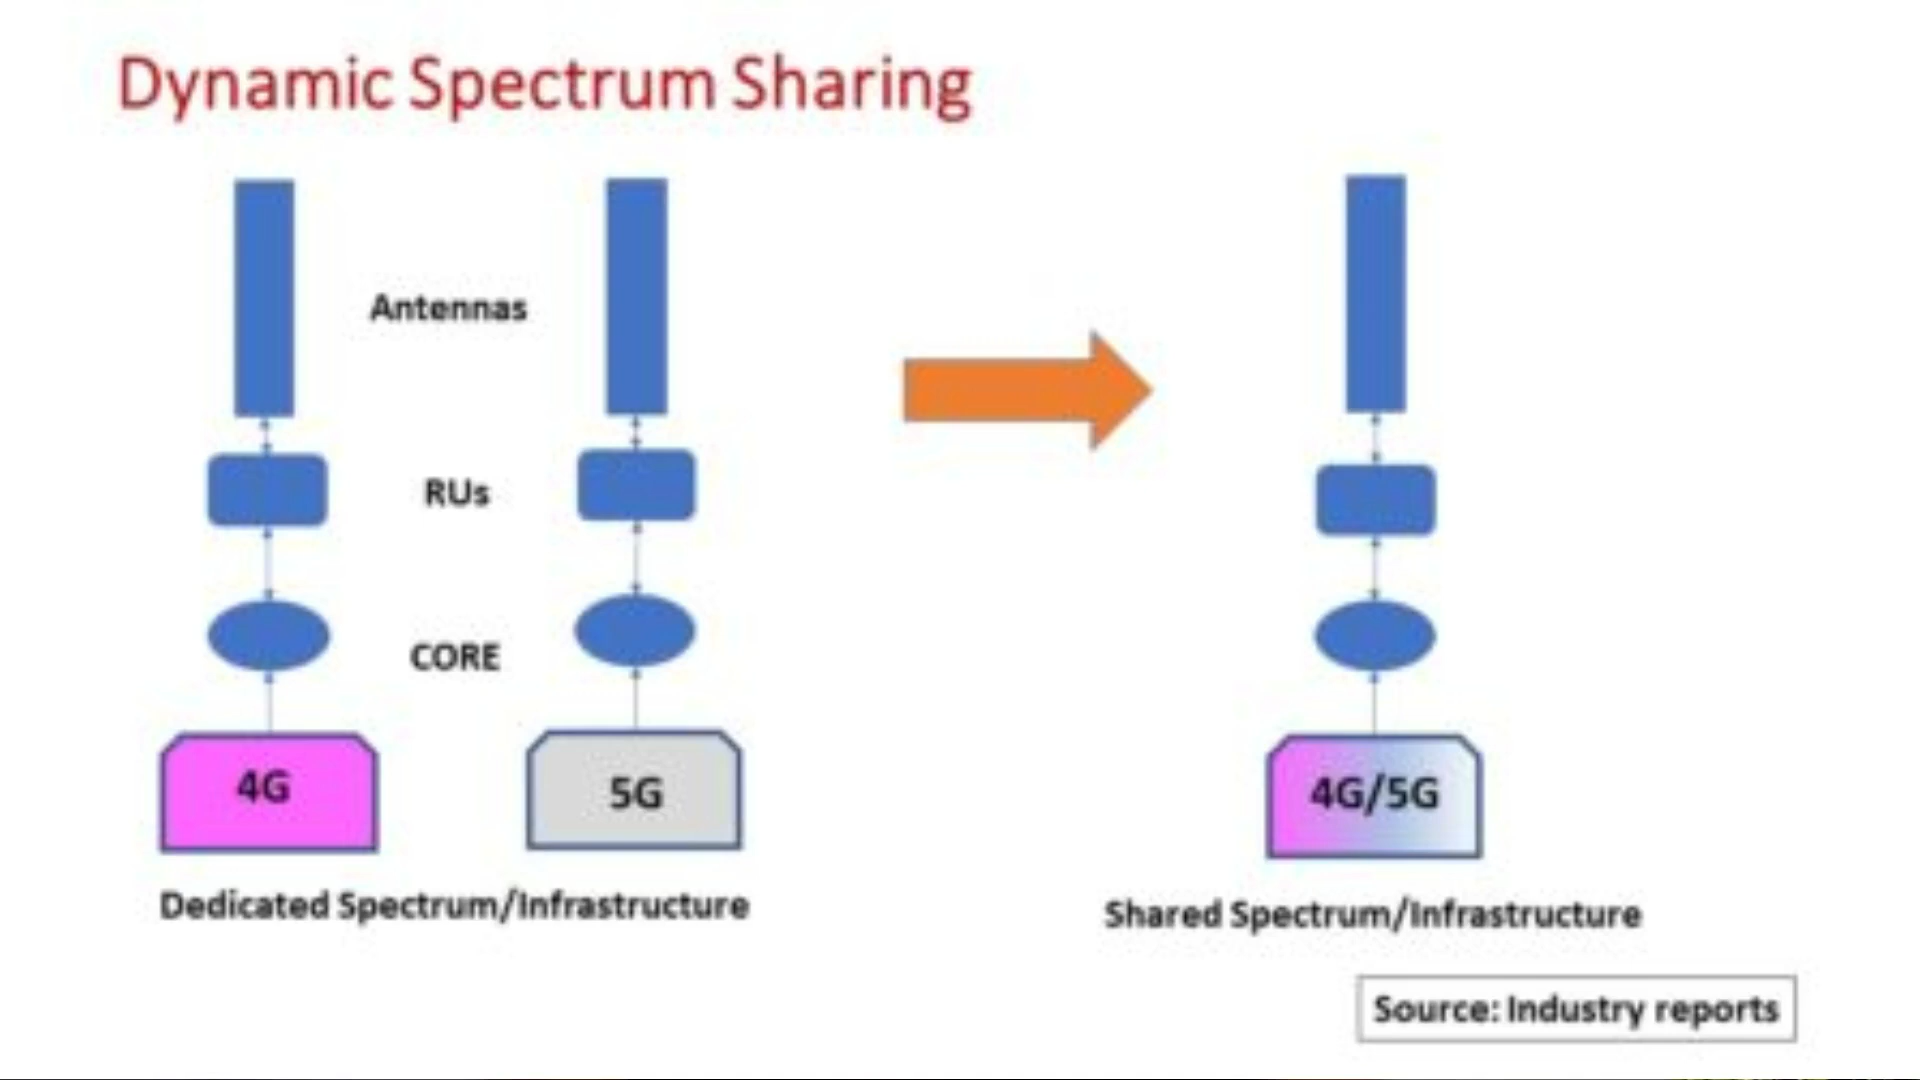 Dynamic Spectrum Sharing
Antennas
RUs
CORE
4G
5G
4G/5G
Dedicated Spectrum/Infrastructure
Shared Spectrum/Infrastructure
Source: Industry reports